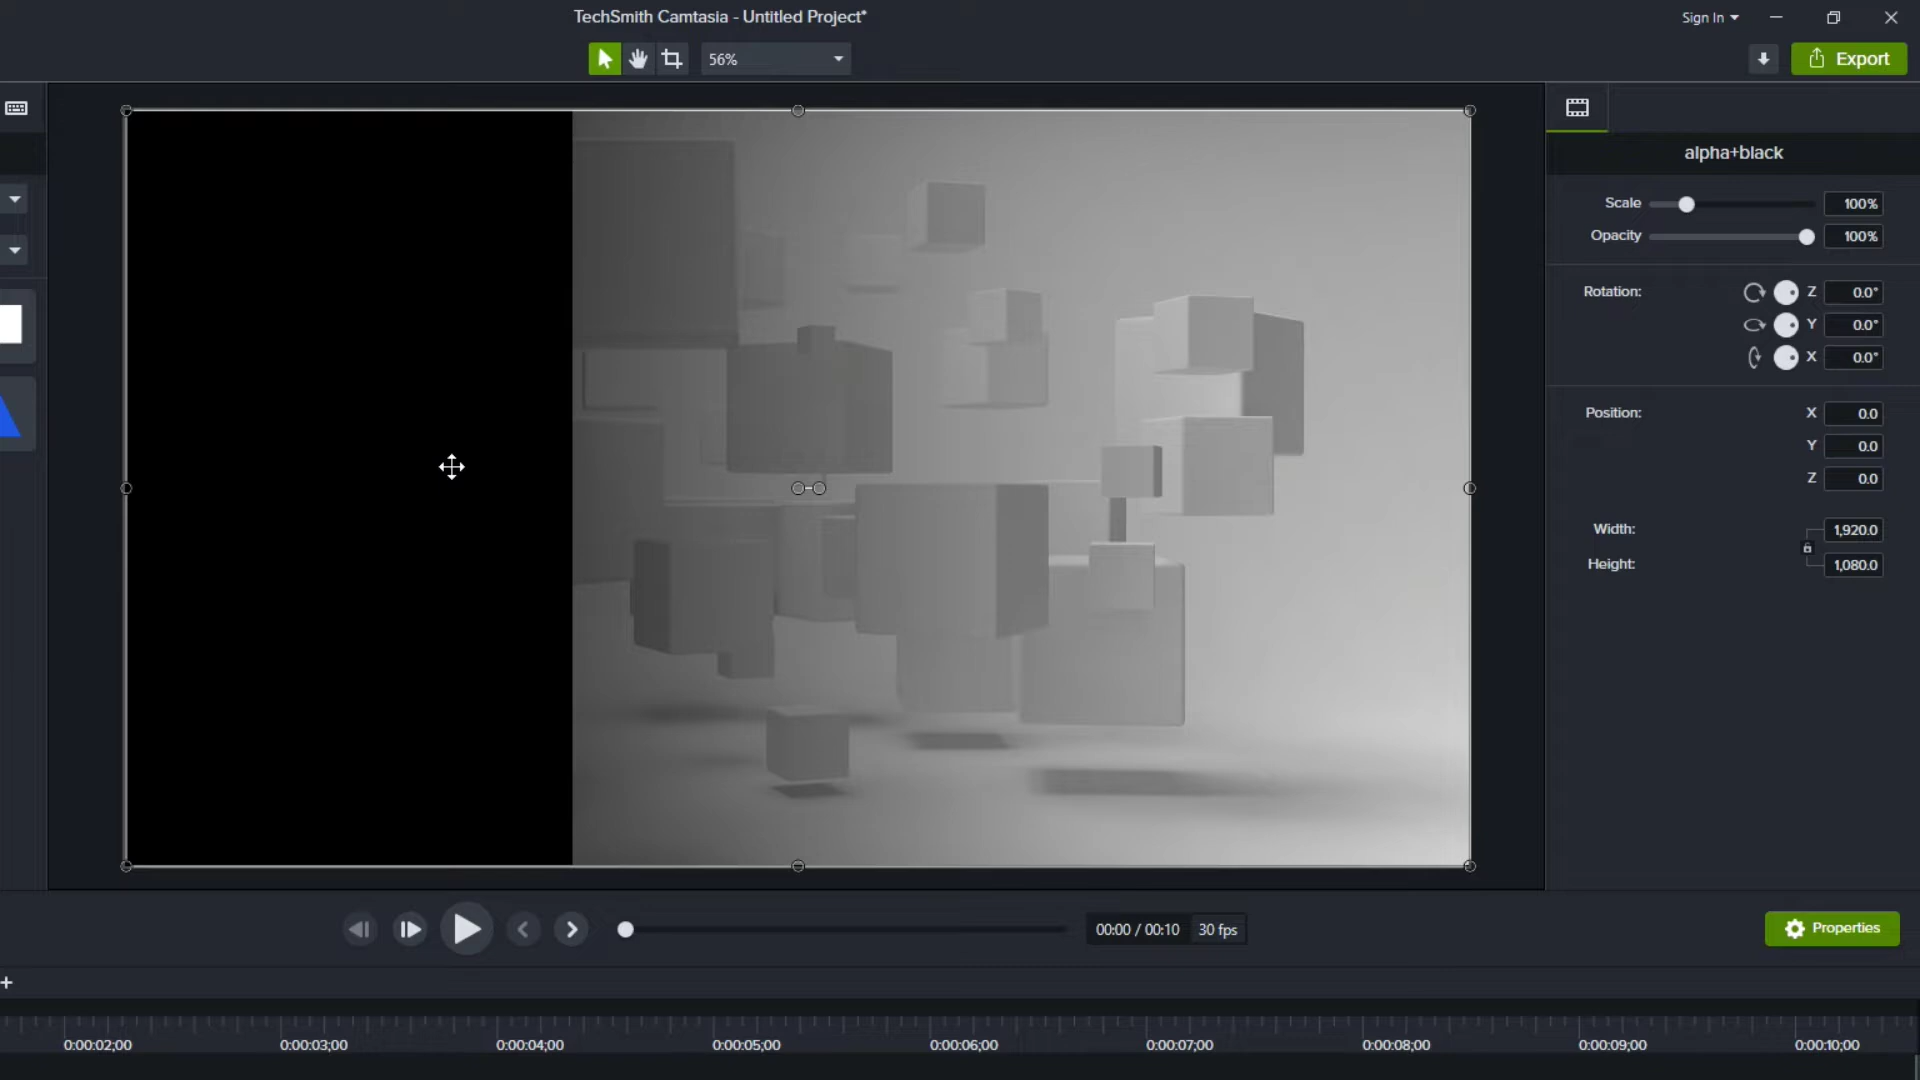 TechSmith Camtasia - Untitled Project*
Sign In
56%
Export
alpha+black
Scale 100%
Opacity 100%
Rotation: Z 0.0°
Y 0.0°
X 0.0°
Position: X 0.0
Y 0.0
Z 0.0
Width: 1,920.0
Height: 1,080.0
00:00 / 00:10 30 fps
Properties
0:00:02;00 0:00:03;00 0:00:04;00 0:00:05;00 0:00:06;00 0:00:07;00 0:00:08;00 0:00:09;00 0:00:10;00